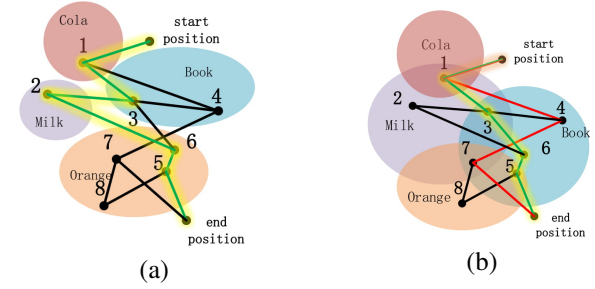 Cola
start
position
1
Book
2
3
4
Milk
7
6
Orange
5
8
end
position
(a)
Cola
start
position
1
2
3
4
Milk
Book
7
6
5
8
Orange
end
position
(b)